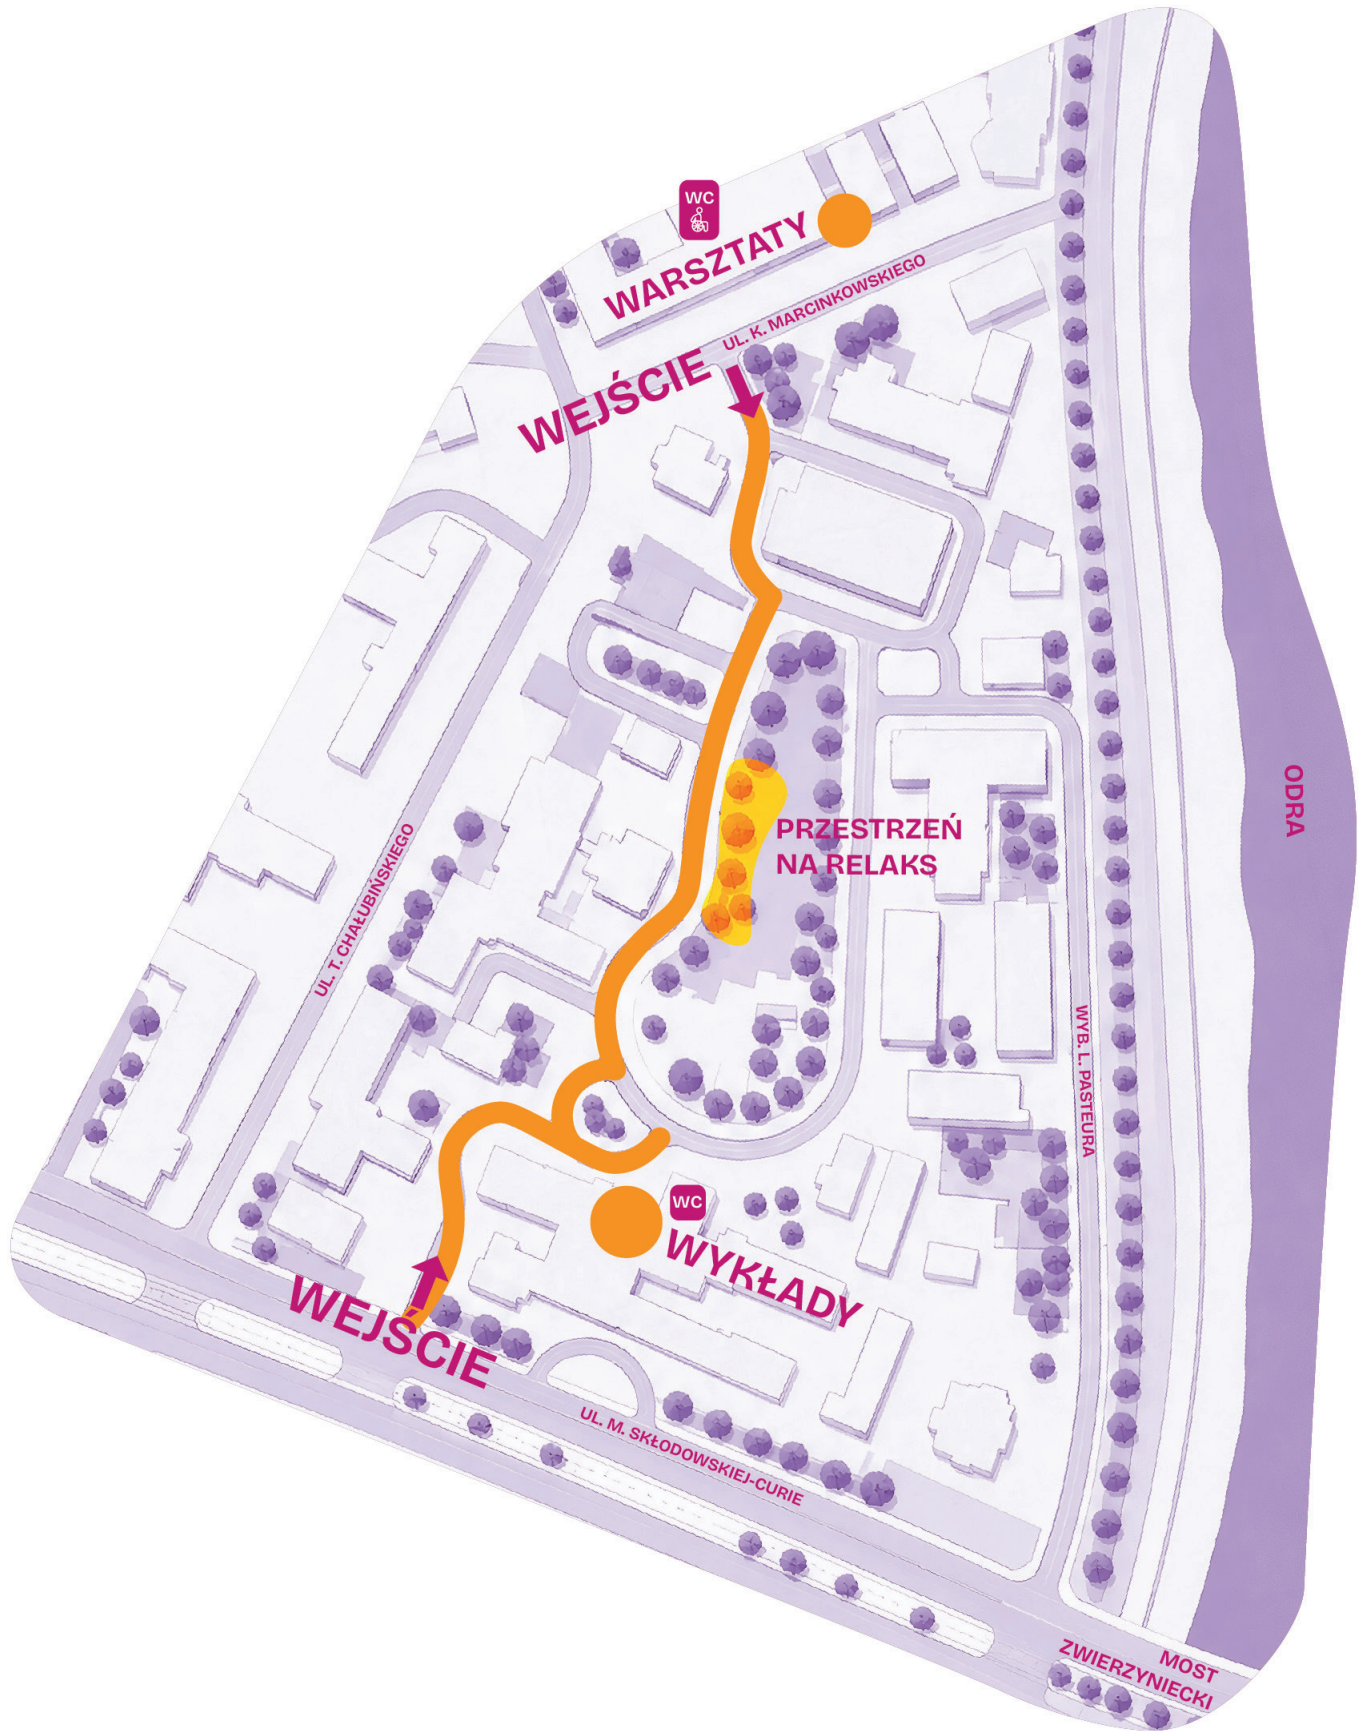 WC
WARSZTATY
UL. K. MARCINKOWSKIEGO
WEJŚCIE
ODRA
PRZESTRZEŃ
NA RELAKS
UL. T. CHAŁUBIŃSKIEGO
WYB. L. PASTEURA
WC
WYKŁADY
WEJŚCIE
UL. M. SKŁODOWSKIEJ-CURIE
MOST
ZWIERZYNIECKI